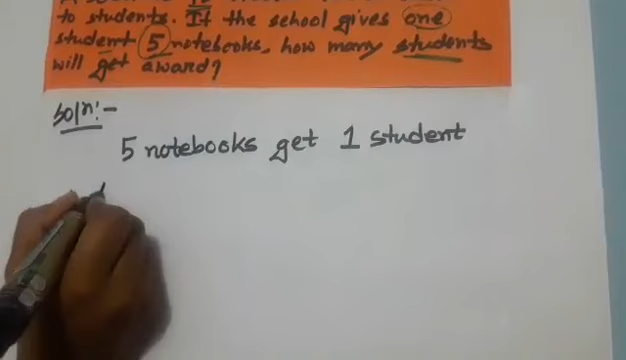 to students. If the school gives one
student 5 notebooks, how many students
will get award?
Soln:-
5 notebooks get 1 student